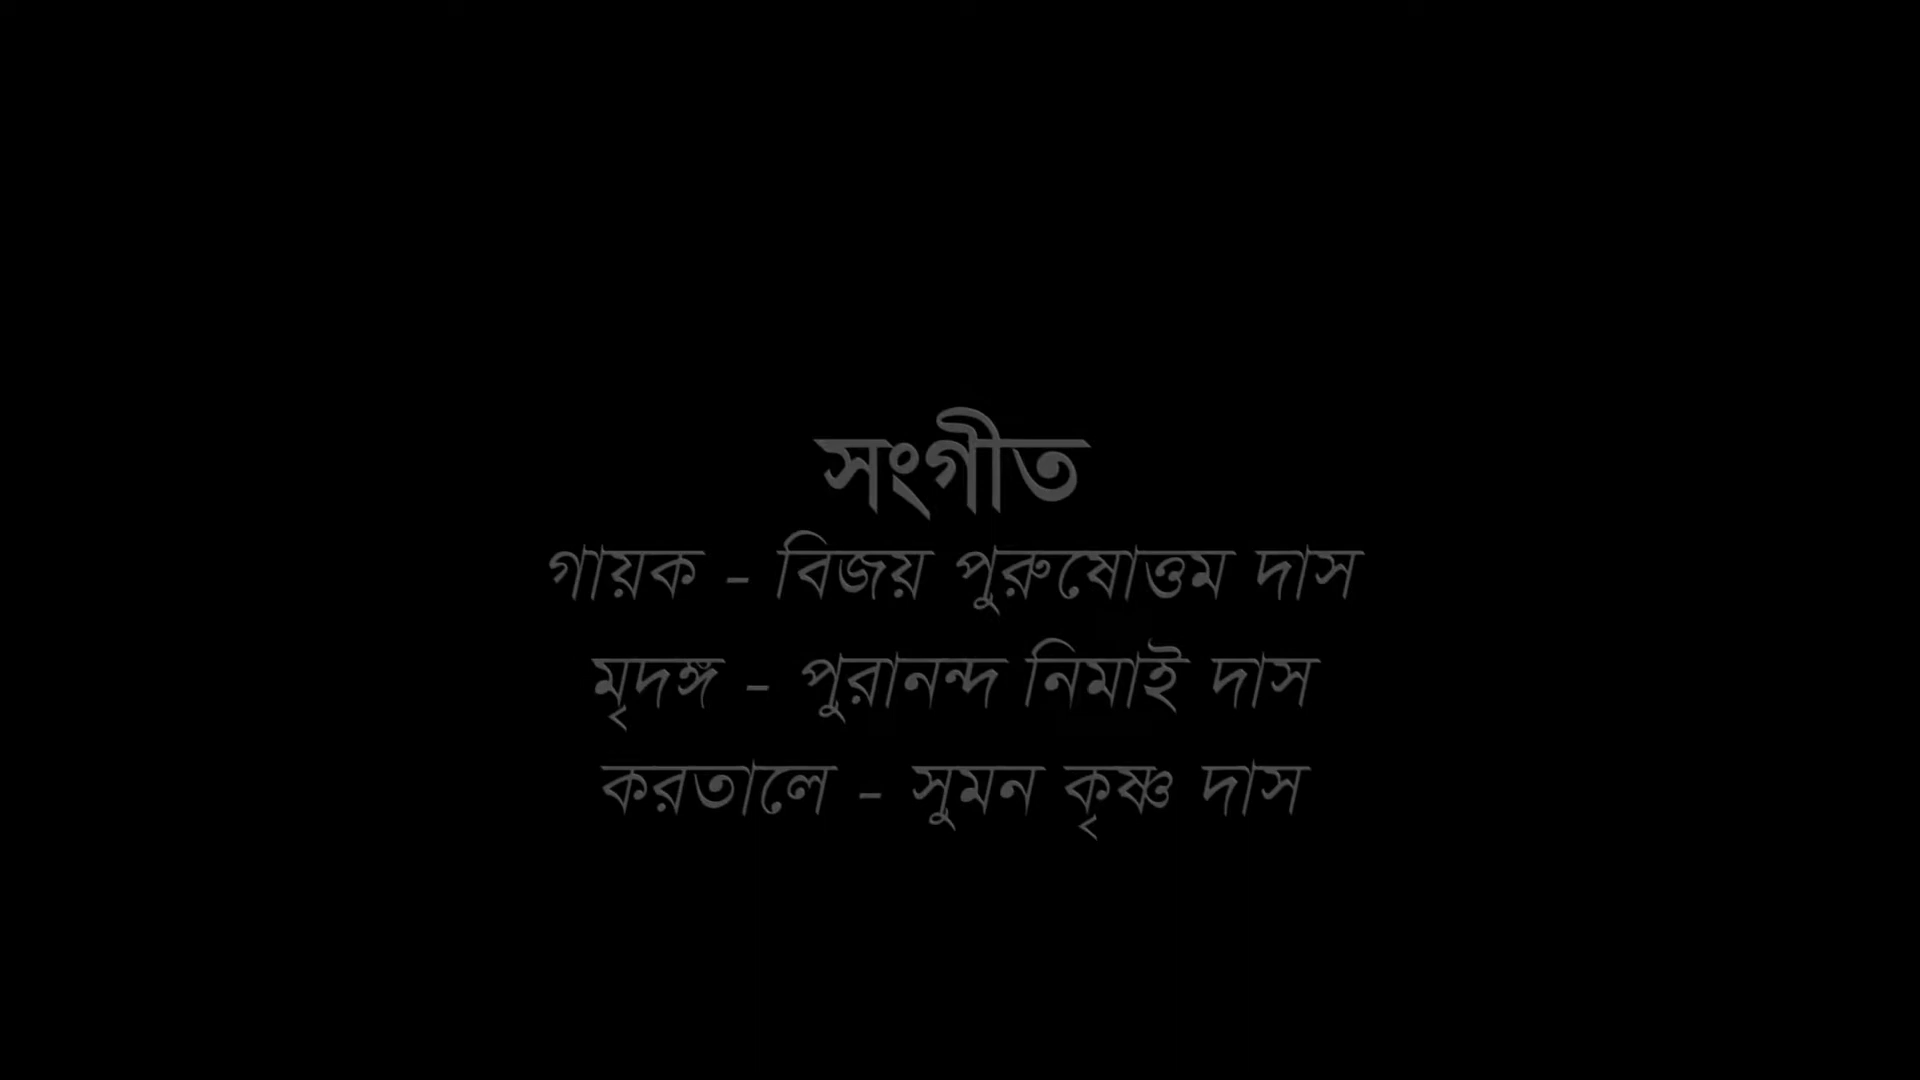 সংগীত
গায়ক - বিজয় পুরুষোত্তম দাস
মৃদঙ্গ - পুরানন্দ নিমাই দাস
করতালে - সুমন কৃষ্ণ দাস